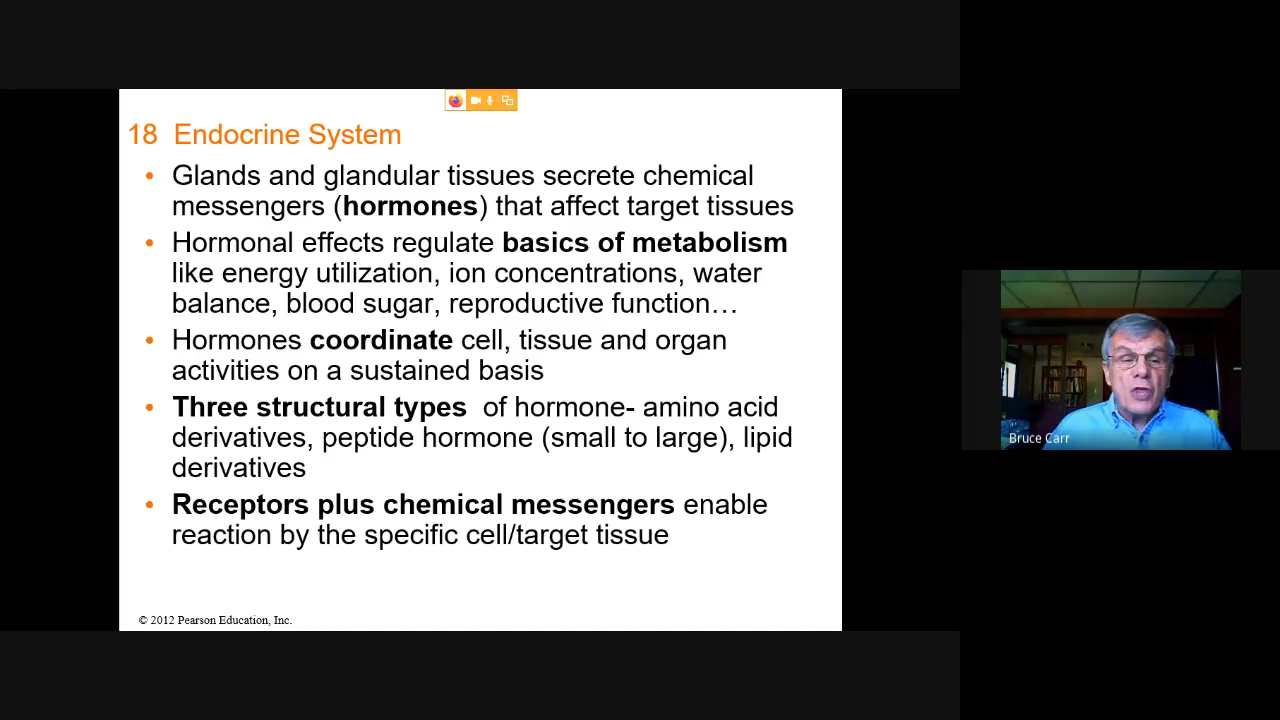 18 Endocrine System
• Glands and glandular tissues secrete chemical
messengers (hormones) that affect target tissues
• Hormonal effects regulate basics of metabolism
like energy utilization, ion concentrations, water
balance, blood sugar, reproductive function…
• Hormones coordinate cell, tissue and organ
activities on a sustained basis
• Three structural types of hormone- amino acid
derivatives, peptide hormone (small to large), lipid
derivatives
• Receptors plus chemical messengers enable
reaction by the specific cell/target tissue
© 2012 Pearson Education, Inc.
Bruce Carr